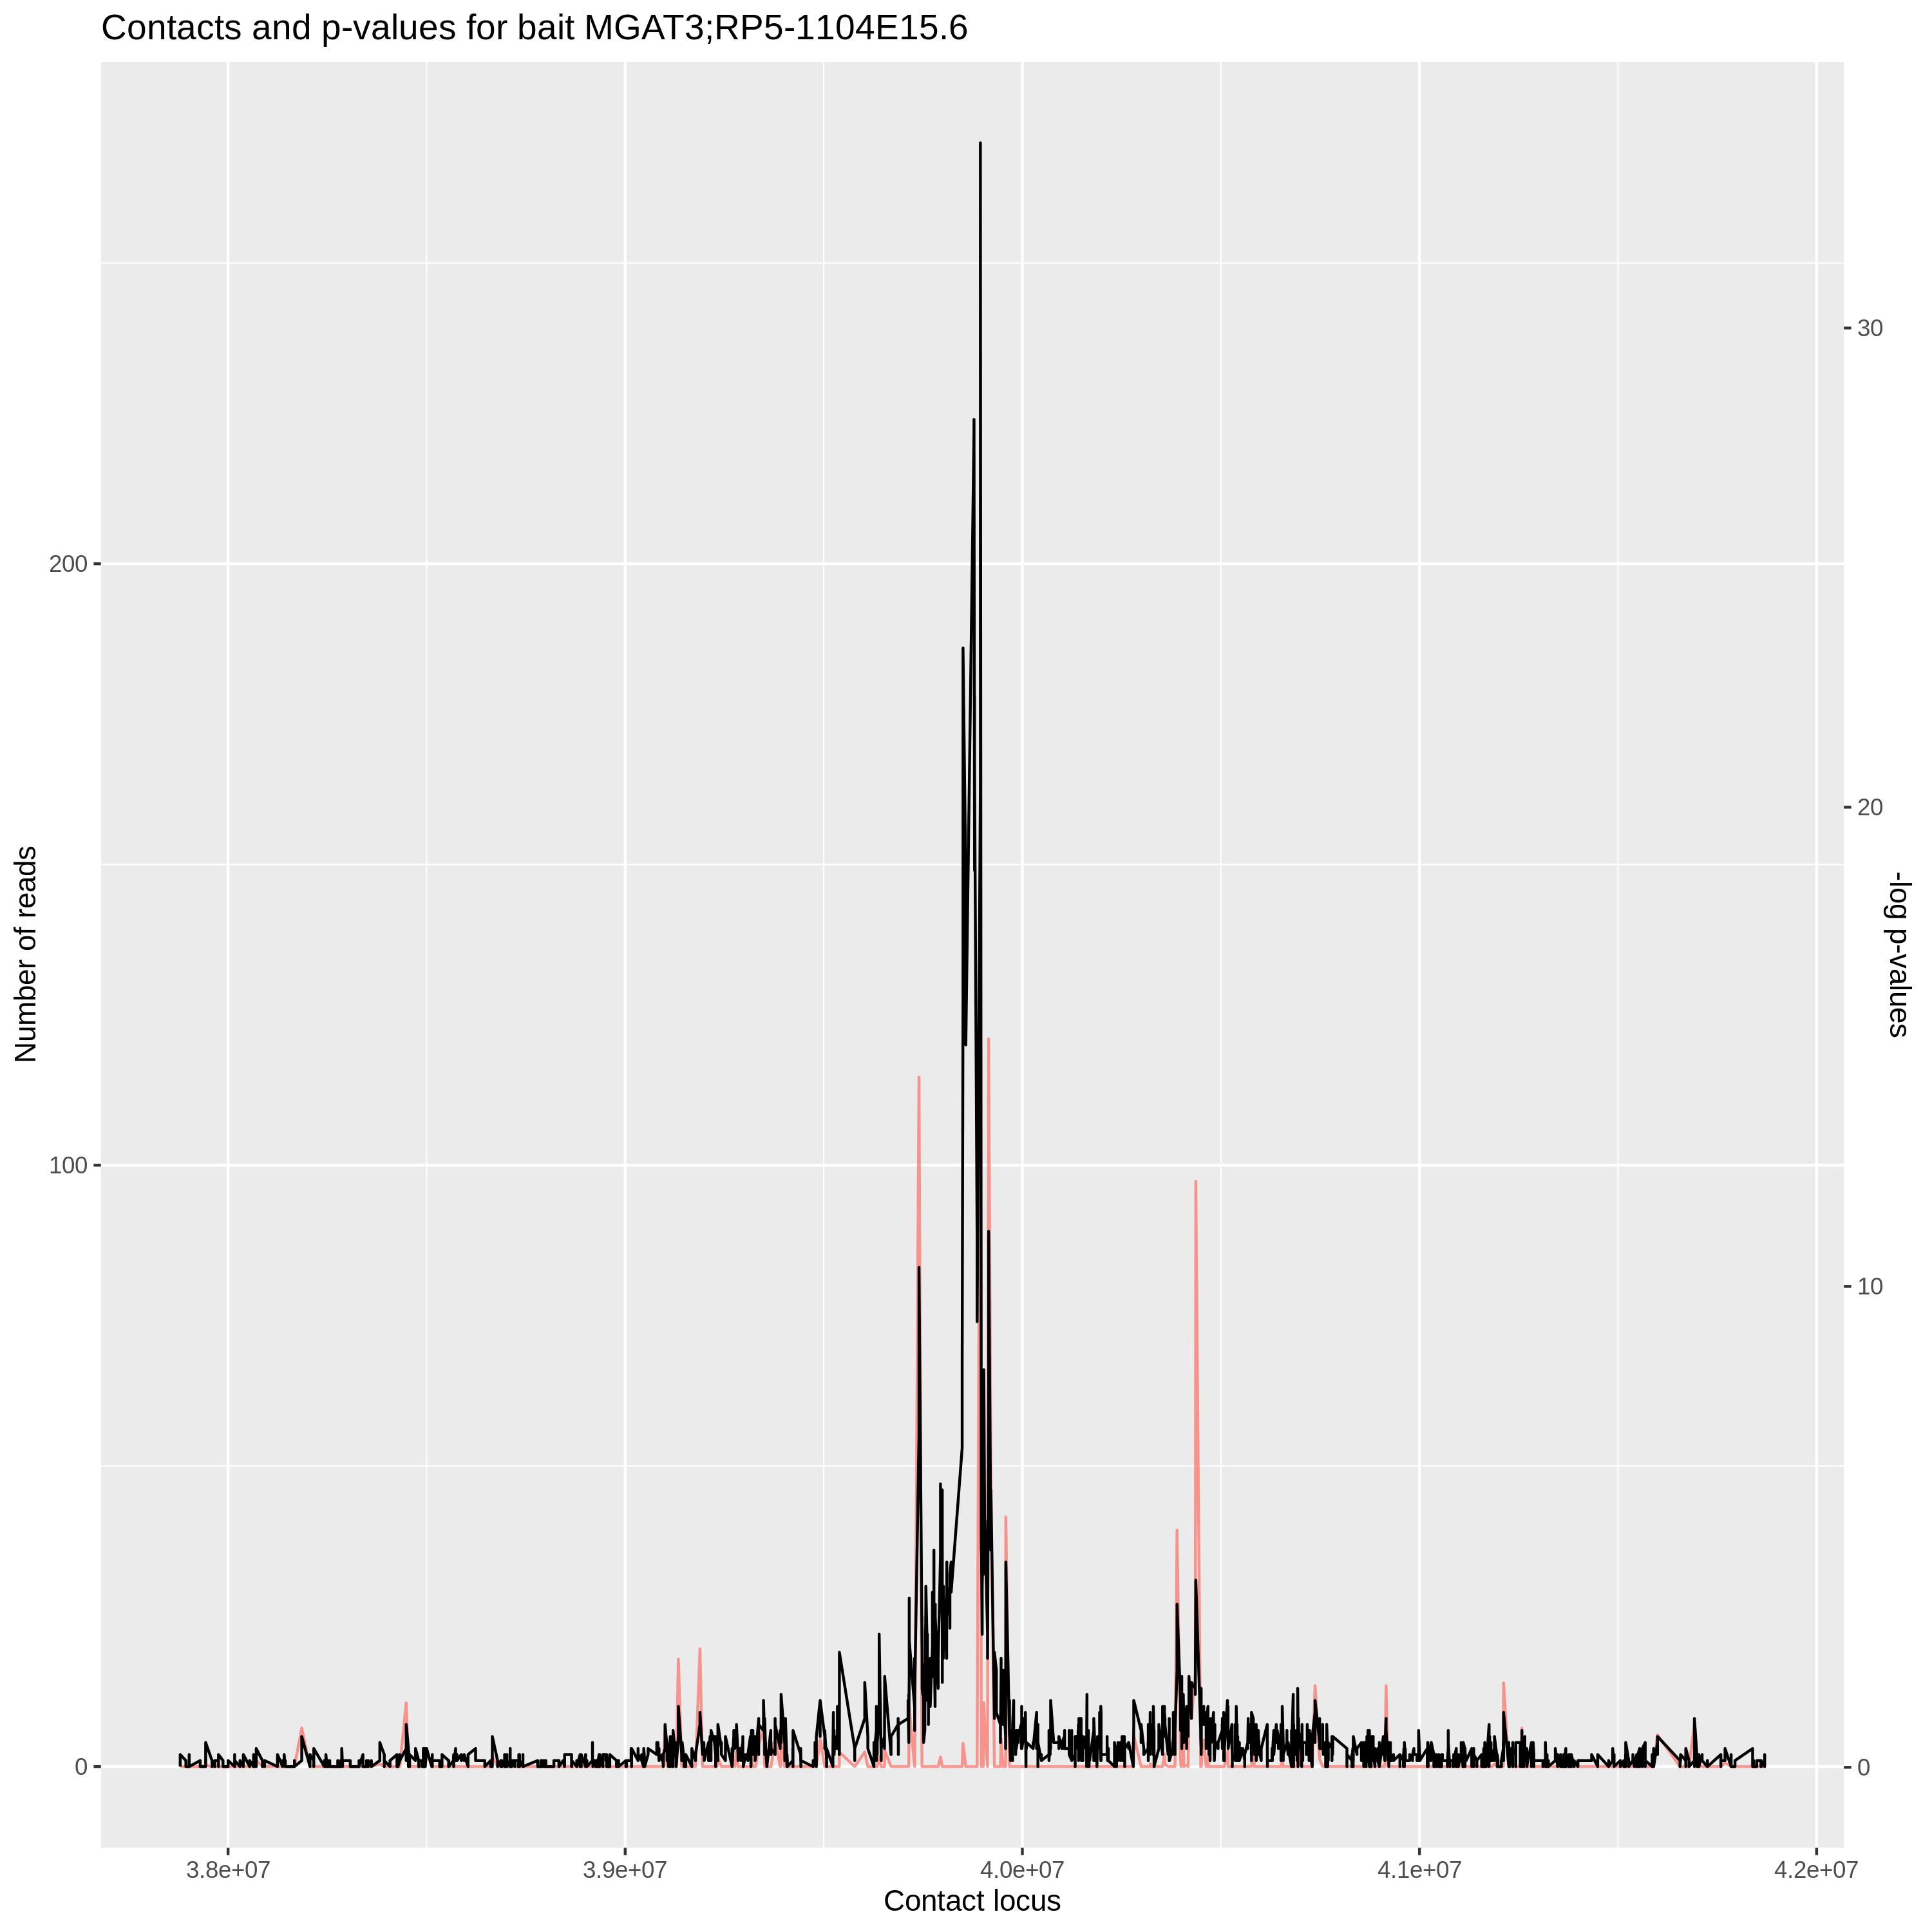 Contacts and p-values for bait MGAT3;RP5-1104E15.6
Number of reads
200
100
0
30
20
10
0
-log p-values
3.8e+07
3.9e+07
4.0e+07
4.1e+07
4.2e+07
Contact locus